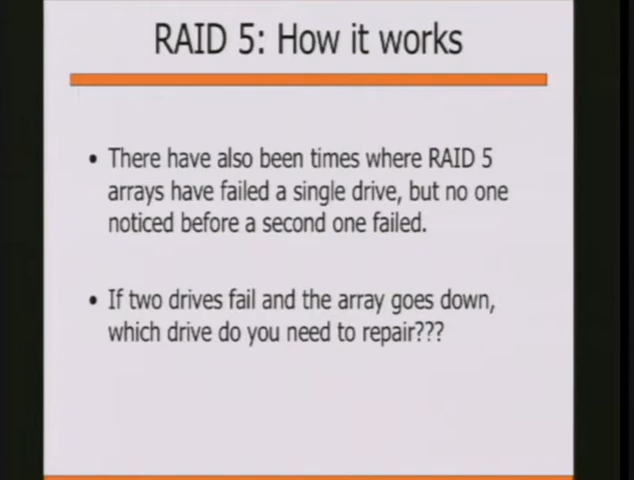 RAID 5: How it works
• There have also been times where RAID 5
arrays have failed a single drive, but no one
noticed before a second one failed.
• If two drives fail and the array goes down,
which drive do you need to repair???